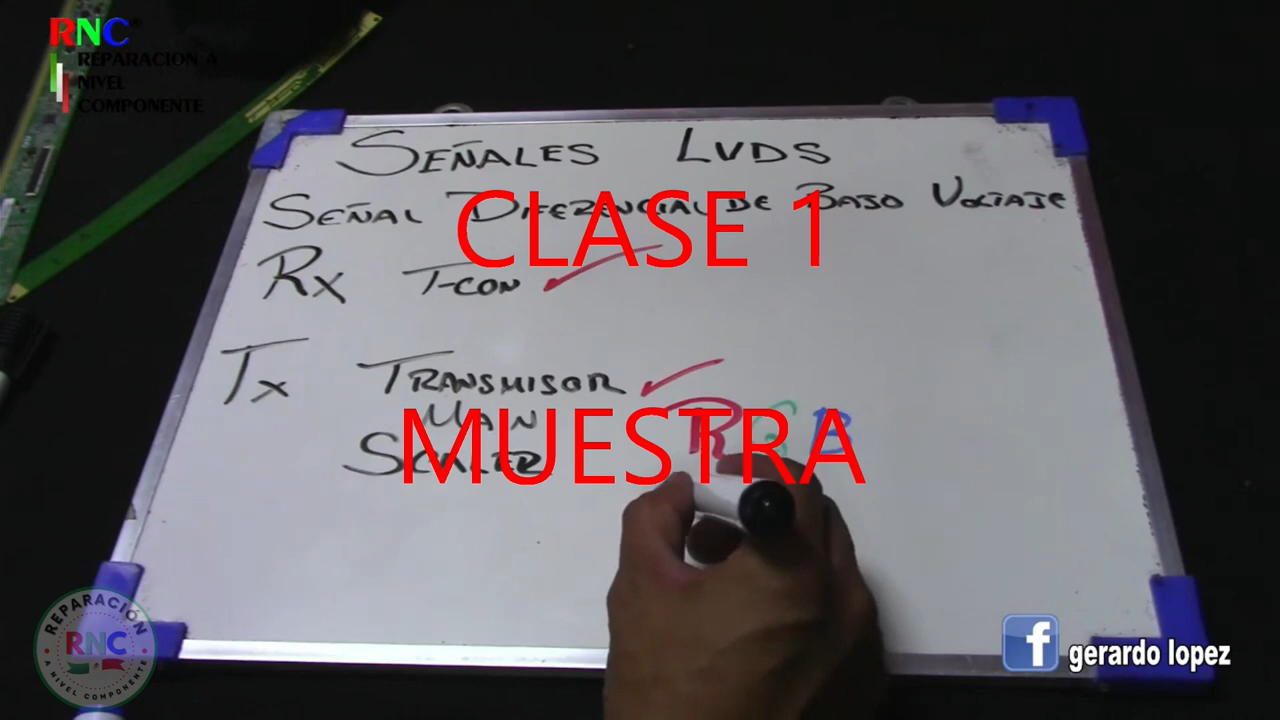 RNC
REPARACION A
NIVEL
COMPONENTE
SEÑALES LVDS
SEÑAL DIFERENCIAL DE BAJO VOLTAJE
CLASE 1
RX T-CON
TX TRANSMISOR
MAIN
R G B
MUESTRA
SCALER
REPARACIÓN
RNC
A NIVEL COMPONENTE
f
gerardo lopez